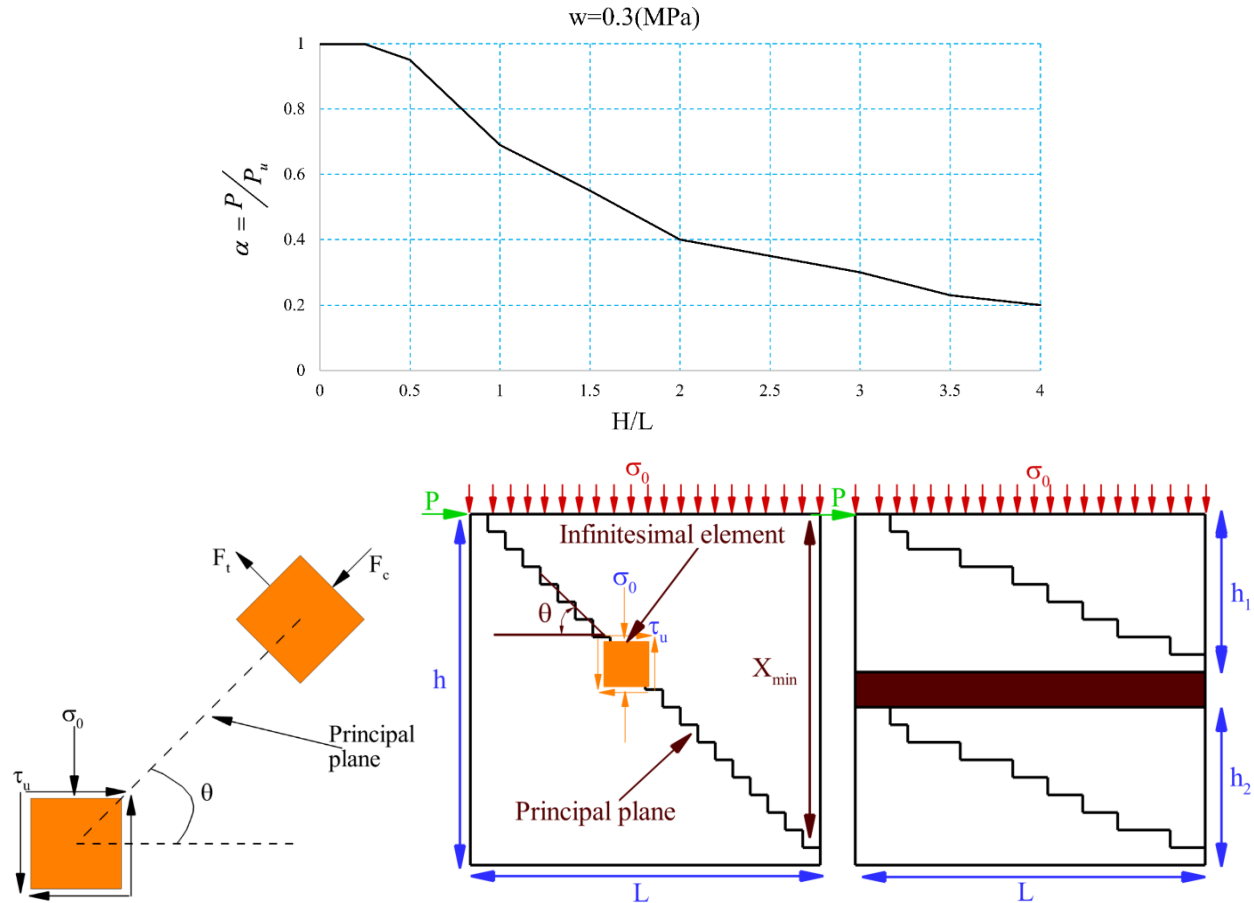 w=0.3(MPa)
1
0.8
0.6
0.4
0.2
0
α = P/Pu
0 0.5 1 1.5 2 2.5 3 3.5 4
H/L
σ0 σ0
P P
Infinitesimal element
Ft Fc
σ0
θ τu
h1
h Xmin
σ0 Principal
plane
τu θ
Principal plane
h2
L L